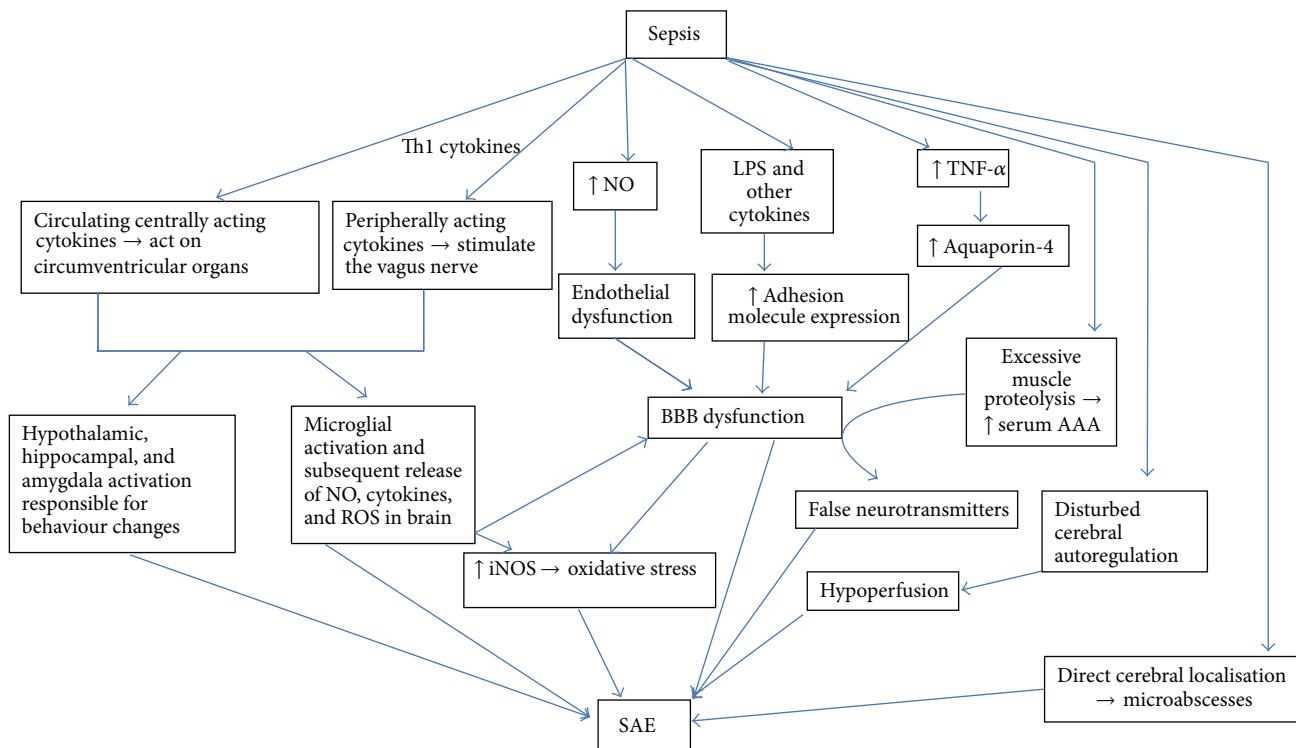 Sepsis
Th1 cytokines
Circulating centrally acting
cytokines → act on
circumventricular organs
Peripherally acting
cytokines → stimulate
the vagus nerve
↑ NO
LPS and
other
cytokines
↑ TNF-α
Endothelial
dysfunction
↑ Adhesion
molecule expression
↑ Aquaporin-4
Excessive
muscle
proteolysis →
↑ serum AAA
Hypothalamic,
hippocampal, and
amygdala activation
responsible for
behaviour changes
Microglial
activation and
subsequent release
of NO, cytokines,
and ROS in brain
BBB dysfunction
False neurotransmitters
Disturbed
cerebral
autoregulation
↑ iNOS → oxidative stress
Hypoperfusion
Direct cerebral localisation
→ microabscesses
SAE